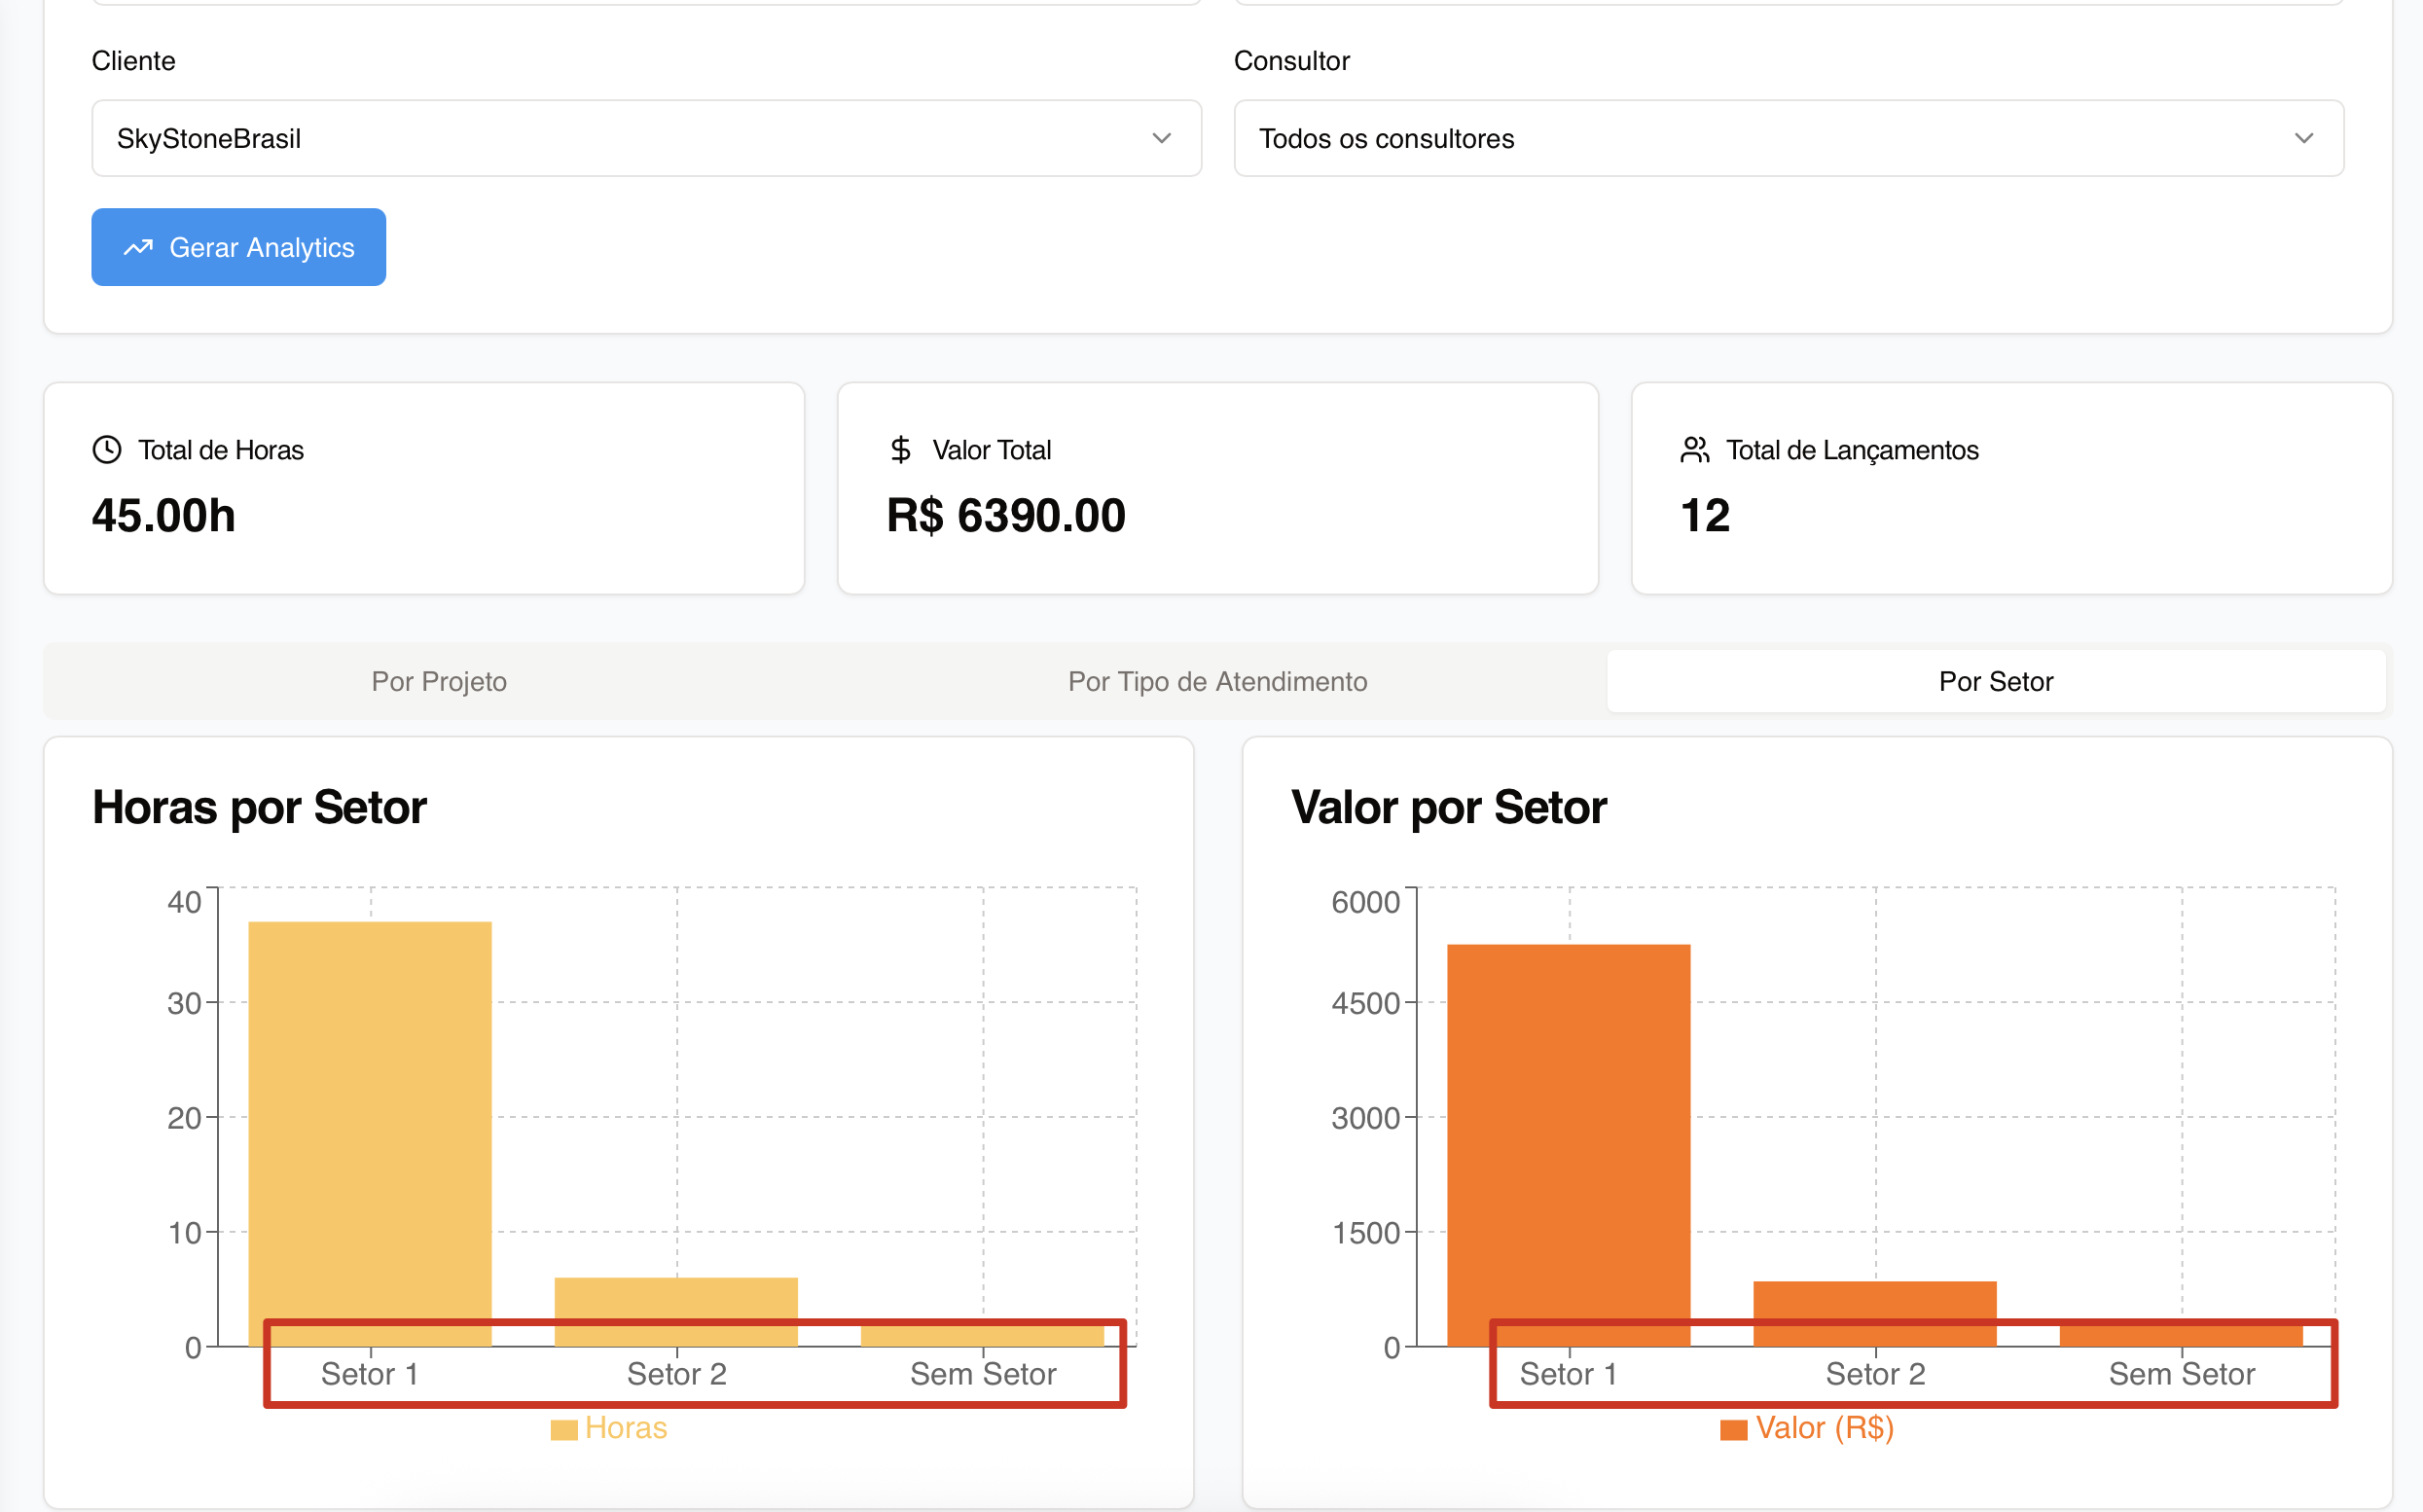 Cliente
Consultor
SkyStoneBrasil
Todos os consultores
Gerar Analytics
Total de Horas
45.00h
Valor Total
R$ 6390.00
Total de Lançamentos
12
Por Projeto
Por Tipo de Atendimento
Por Setor
Horas por Setor
40
30
20
10
0
Setor 1
Setor 2
Sem Setor
Horas
Valor por Setor
6000
4500
3000
1500
0
Setor 1
Setor 2
Sem Setor
Valor (R$)